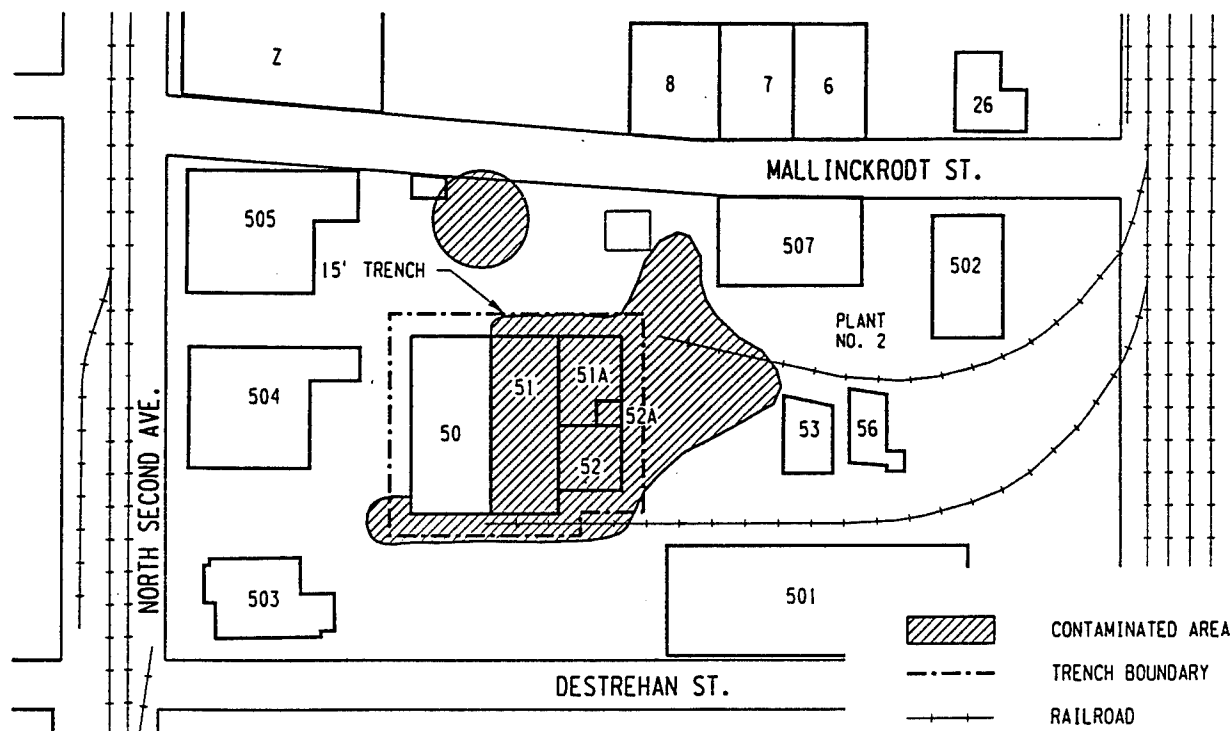 Z
8
7
6
26
MALLINCKRODT ST.
505
507
502
15' TRENCH
PLANT
NO. 2
504
50
51
51A
52A
52
53
56
NORTH SECOND AVE.
503
501
CONTAMINATED AREA
TRENCH BOUNDARY
RAILROAD
DESTREHAN ST.